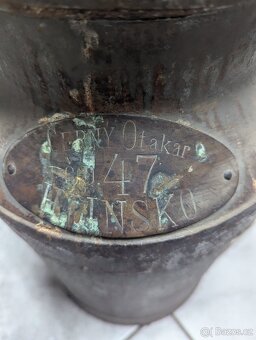 ČERNÝ Otakar
147
HLINSKO
Bazos.cz